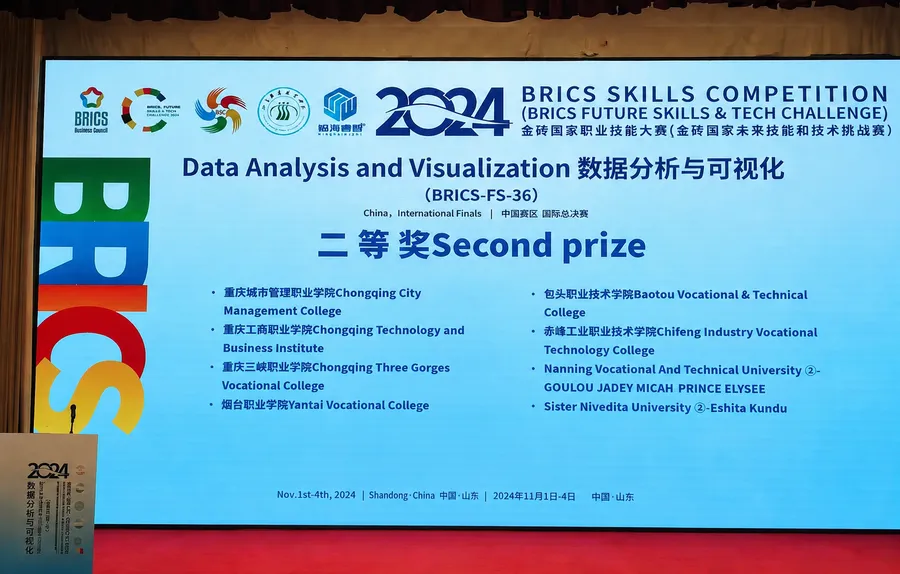 BRICS
Business Council
BRICS FUTURE
SKILLS & TECH
CHALLENGE 2024
BSC
临海睿智
2024
BRICS SKILLS COMPETITION
(BRICS FUTURE SKILLS & TECH CHALLENGE)
金砖国家职业技能大赛(金砖国家未来技能和技术挑战赛)
Data Analysis and Visualization 数据分析与可视化
(BRICS-FS-36)
China, International Finals | 中国赛区 国际总决赛
二 等 奖Second prize
BRICS
· 重庆城市管理职业学院Chongqing City
Management College
· 重庆工商职业学院Chongqing Technology and
Business Institute
· 重庆三峡职业学院Chongqing Three Gorges
Vocational College
· 烟台职业学院Yantai Vocational College
· 包头职业技术学院Baotou Vocational & Technical
College
· 赤峰工业职业技术学院Chifeng Industry Vocational
Technology College
· Nanning Vocational And Technical University ②-
GOULOU JADEY MICAH PRINCE ELYSEE
· Sister Nivedita University ②-Eshita Kundu
Nov.1st-4th, 2024 | Shandong·China 中国·山东 | 2024年11月1日-4日 中国·山东
2024
数据分析与可视化